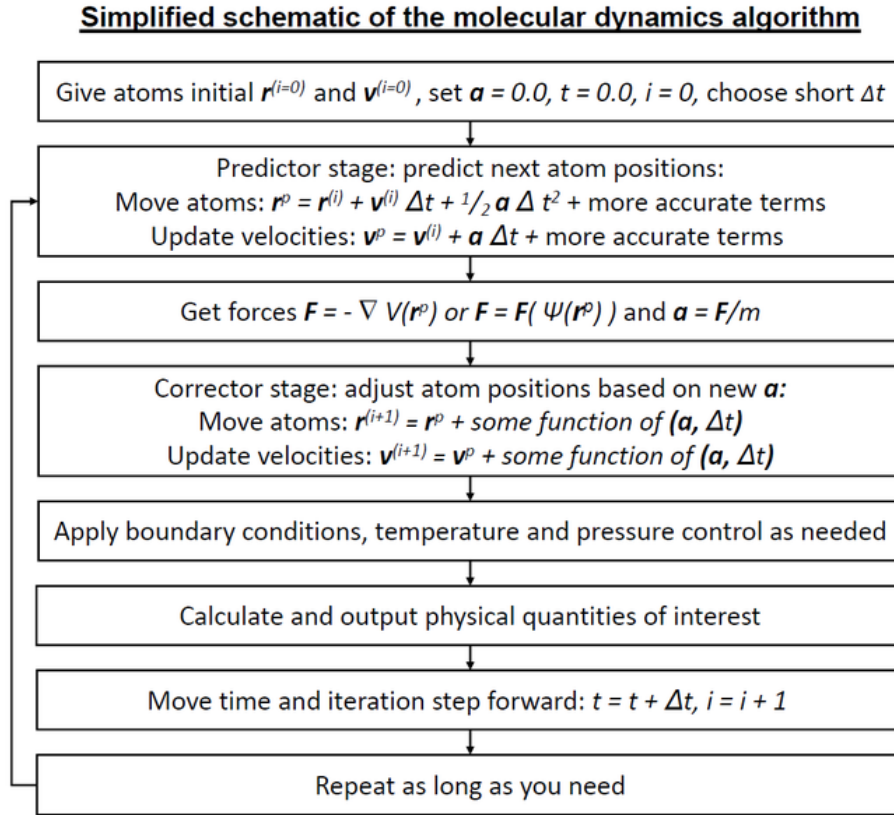 Simplified schematic of the molecular dynamics algorithm
Give atoms initial r⁽ⁱ⁼⁰⁾ and v⁽ⁱ⁼⁰⁾ , set a = 0.0, t = 0.0, i = 0, choose short Δt
Predictor stage: predict next atom positions:
Move atoms: rᵖ = r⁽ⁱ⁾ + v⁽ⁱ⁾ Δt + ¹/₂ a Δ t² + more accurate terms
Update velocities: vᵖ = v⁽ⁱ⁾ + a Δt + more accurate terms
Get forces F = - ∇ V(rᵖ) or F = F( Ψ(rᵖ) ) and a = F/m
Corrector stage: adjust atom positions based on new a:
Move atoms: r⁽ⁱ⁺¹⁾ = rᵖ + some function of (a, Δt)
Update velocities: v⁽ⁱ⁺¹⁾ = vᵖ + some function of (a, Δt)
Apply boundary conditions, temperature and pressure control as needed
Calculate and output physical quantities of interest
Move time and iteration step forward: t = t + Δt, i = i + 1
Repeat as long as you need